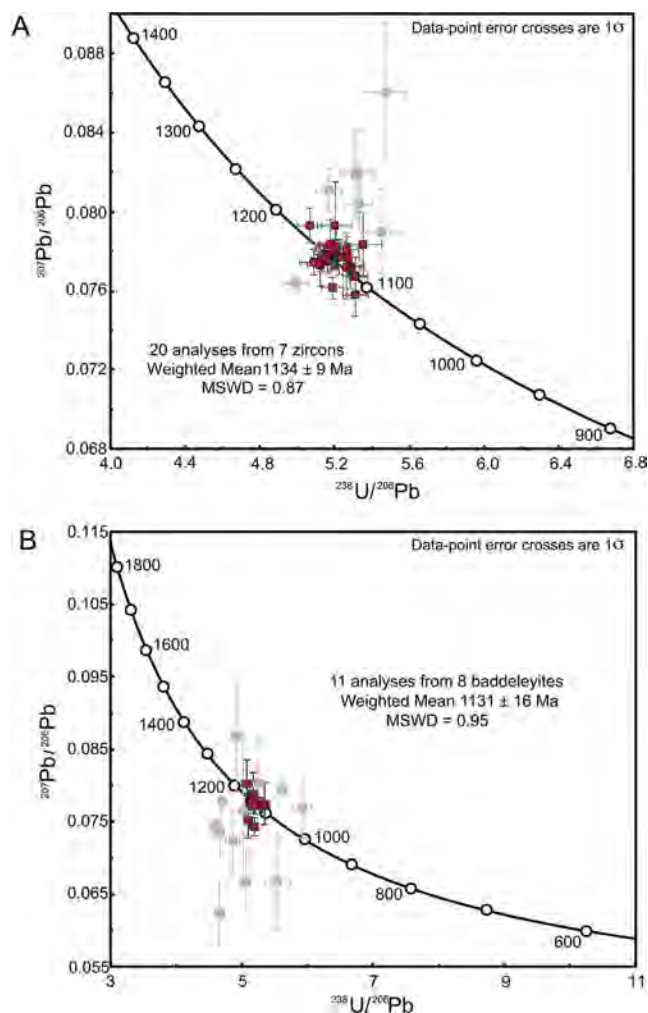 A
Data-point error crosses are 1σ
0.088
0.084
0.080
0.076
0.072
0.068
²⁰⁷Pb/²⁰⁶Pb
1400
1300
1200
1100
1000
900
20 analyses from 7 zircons
Weighted Mean 1134 ± 9 Ma
MSWD = 0.87
4.0 4.4 4.8 5.2 5.6 6.0 6.4 6.8
²³⁸U/²⁰⁶Pb
B
Data-point error crosses are 1σ
0.115
0.105
0.095
0.085
0.075
0.065
0.055
²⁰⁷Pb/²⁰⁶Pb
1800
1600
1400
1200
1000
800
600
11 analyses from 8 baddeleyites
Weighted Mean 1131 ± 16 Ma
MSWD = 0.95
3 5 7 9 11
²³⁸U/²⁰⁶Pb